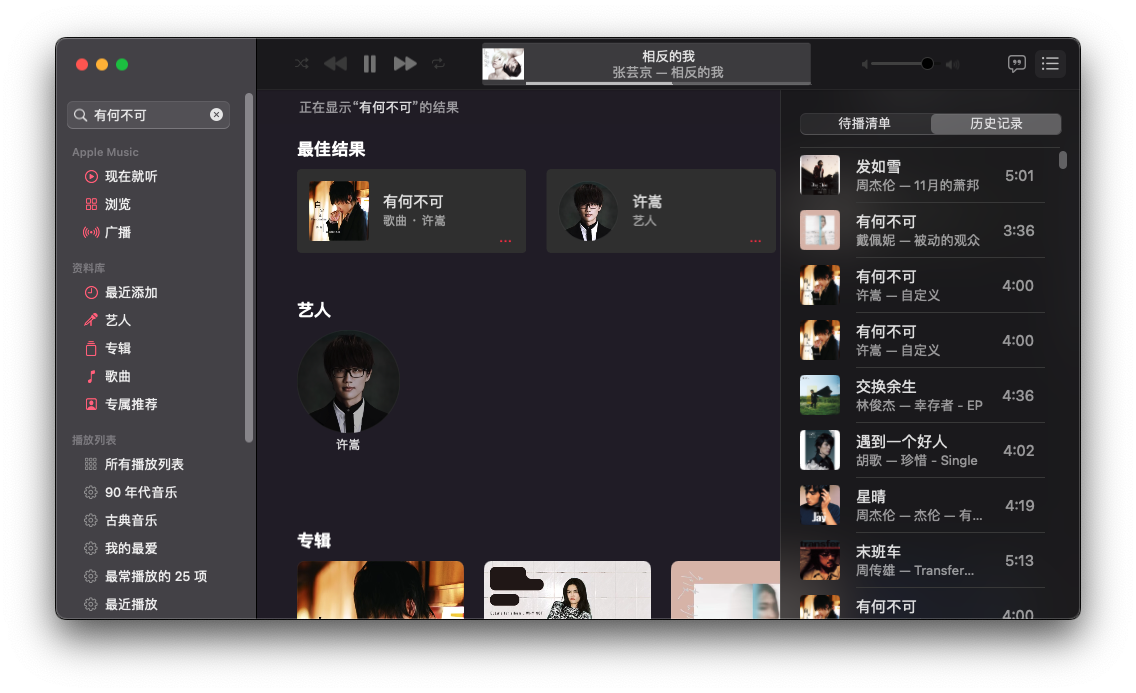 相反的我
张芸京 — 相反的我
有何不可
Apple Music
现在就听
浏览
广播
资料库
最近添加
艺人
专辑
歌曲
专属推荐
播放列表
所有播放列表
90 年代音乐
古典音乐
我的最爱
最常播放的 25 项
最近播放
正在显示“有何不可”的结果
最佳结果
有何不可
歌曲 · 许嵩
许嵩
艺人
艺人
许嵩
专辑
待播清单
历史记录
发如雪
周杰伦 — 11月的萧邦
5:01
有何不可
戴佩妮 — 被动的观众
3:36
有何不可
许嵩 — 自定义
4:00
有何不可
许嵩 — 自定义
4:00
交换余生
林俊杰 — 幸存者 - EP
4:36
遇到一个好人
胡歌 — 珍惜 - Single
4:02
星晴
周杰伦 — 杰伦 — 有...
4:19
Jay
末班车
周传雄 — Transfer...
5:13
transfer
有何不可
4:00